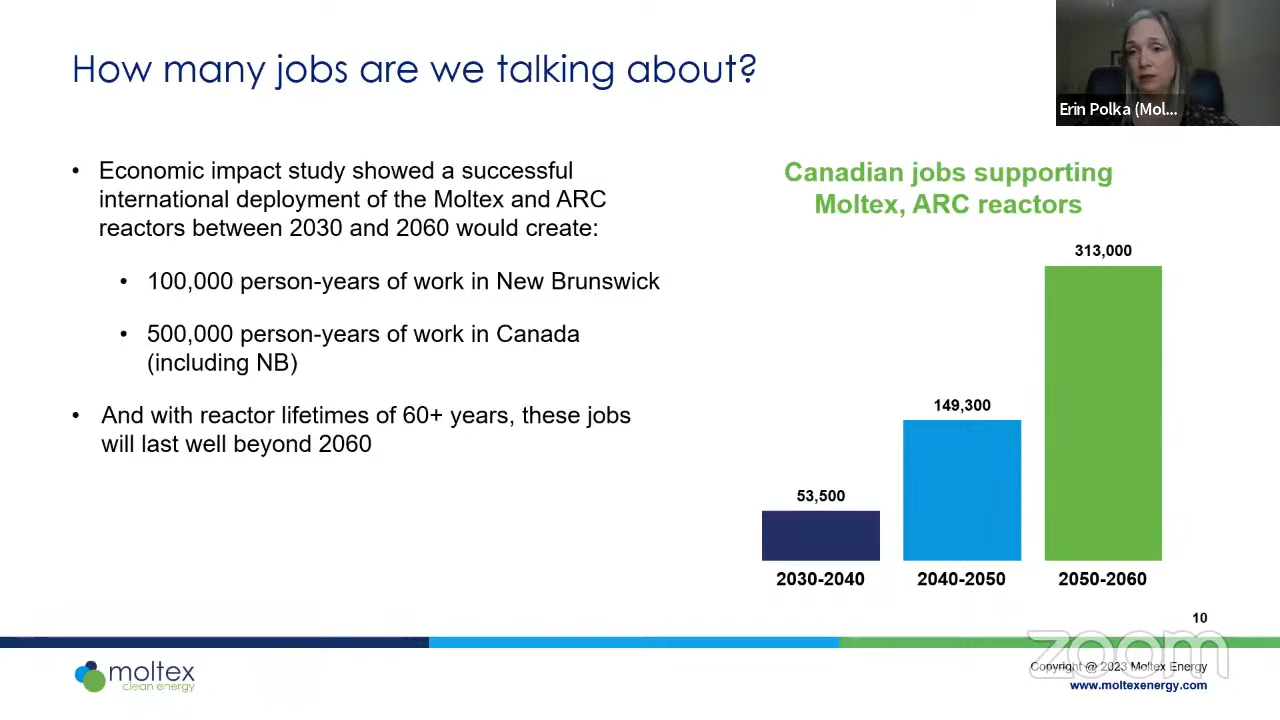 How many jobs are we talking about?
Erin Polka (Mol...
• Economic impact study showed a successful
international deployment of the Moltex and ARC
reactors between 2030 and 2060 would create:
• 100,000 person-years of work in New Brunswick
• 500,000 person-years of work in Canada
(including NB)
• And with reactor lifetimes of 60+ years, these jobs
will last well beyond 2060
Canadian jobs supporting
Moltex, ARC reactors
313,000
149,300
53,500
2030-2040 2040-2050 2050-2060
10
zoom
moltex
clean energy
Copyright @ 2023 Moltex Energy
www.moltexenergy.com